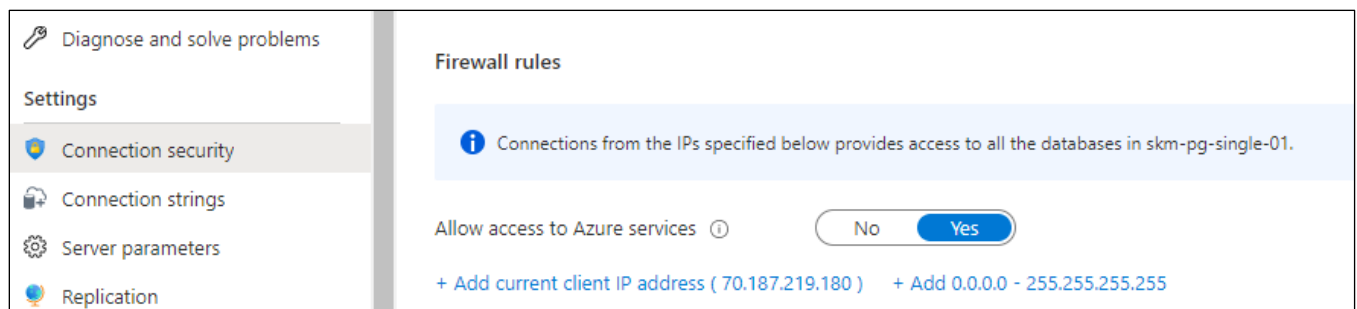 Diagnose and solve problems
Settings
Connection security
Connection strings
Server parameters
Replication
Firewall rules
Connections from the IPs specified below provides access to all the databases in skm-pg-single-01.
Allow access to Azure services No Yes
+ Add current client IP address ( 70.187.219.180 ) + Add 0.0.0.0 - 255.255.255.255